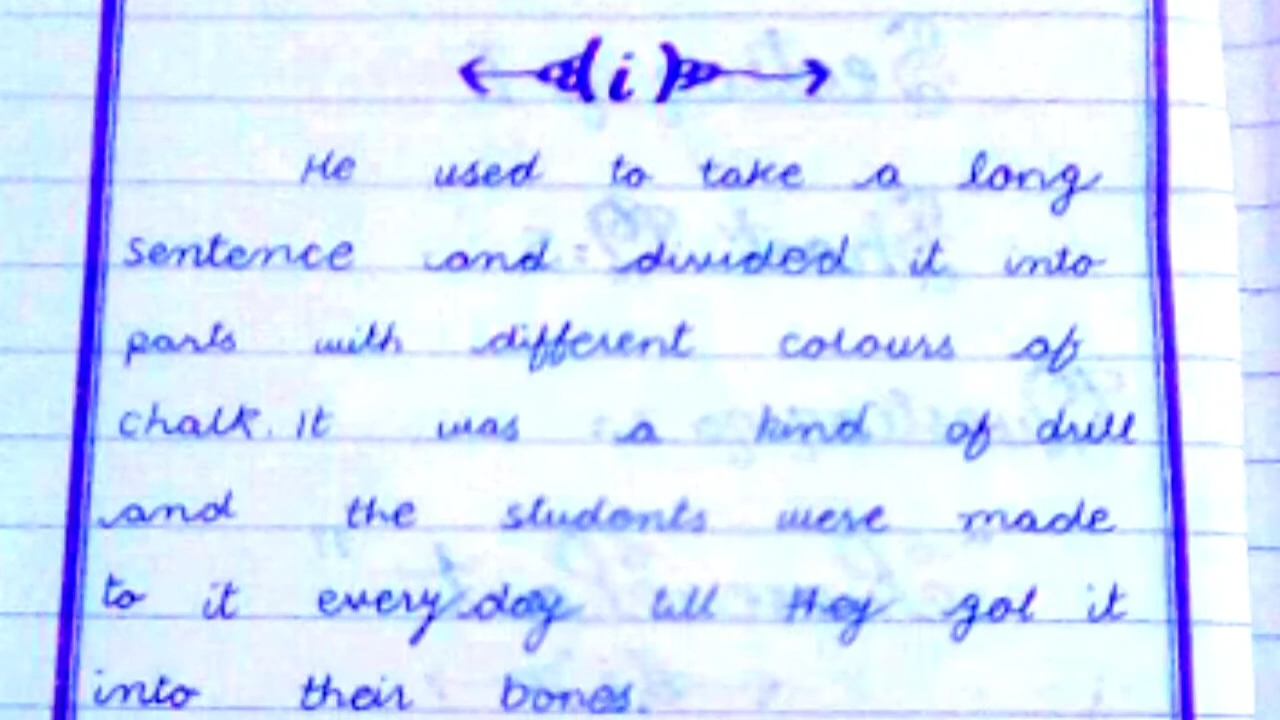 (i)
He used to take a long
sentence and divided it into
parts with different colours of
chalk. It was a kind of drill
and the students were made
to it every day till they got it
into their bones.